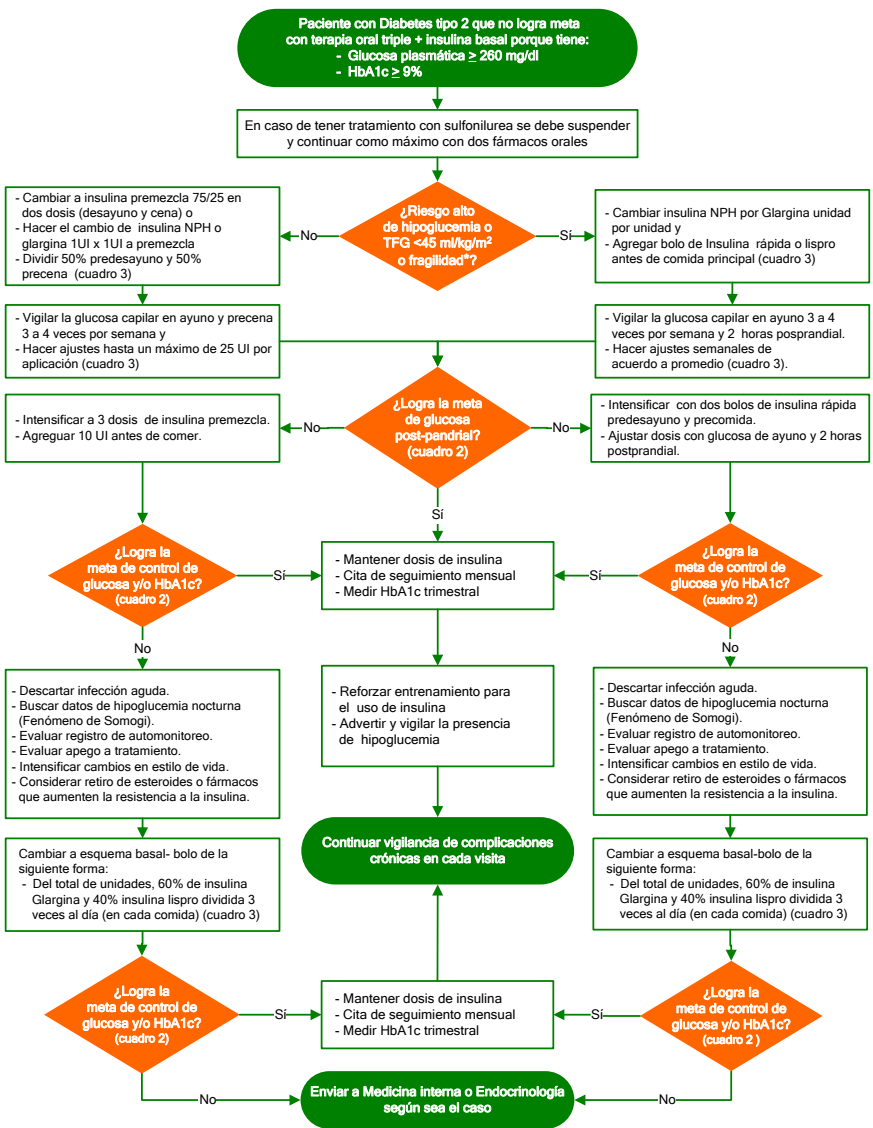 Paciente con Diabetes tipo 2 que no logra meta
con terapia oral triple + insulina basal porque tiene:
- Glucosa plasmática ≥ 260 mg/dl
- HbA1c ≥ 9%
En caso de tener tratamiento con sulfonilurea se debe suspender
y continuar como máximo con dos fármacos orales
- Cambiar a insulina premezcla 75/25 en
dos dosis (desayuno y cena) o
- Hacer el cambio de insulina NPH o
glargina 1UI x 1UI a premezcla
- Dividir 50% predesayuno y 50%
precena (cuadro 3)
No
¿Riesgo alto
de hipoglucemia o
TFG <45 ml/kg/m²
o fragilidad*?
Sí
- Cambiar insulina NPH por Glargina unidad
por unidad y
- Agregar bolo de Insulina rápida o lispro
antes de comida principal (cuadro 3)
- Vigilar la glucosa capilar en ayuno y precena
3 a 4 veces por semana y
- Hacer ajustes hasta un máximo de 25 UI por
aplicación (cuadro 3)
- Vigilar la glucosa capilar en ayuno 3 a 4
veces por semana y 2 horas posprandial.
- Hacer ajustes semanales de
acuerdo a promedio (cuadro 3).
- Intensificar a 3 dosis de insulina premezcla.
- Agreguar 10 UI antes de comer.
No
¿Logra la meta
de glucosa
post-pandrial?
(cuadro 2)
No
- Intensificar con dos bolos de insulina rápida
predesayuno y precomida.
- Ajustar dosis con glucosa de ayuno y 2 horas
postprandial.
Sí
¿Logra la
meta de control de
glucosa y/o HbA1c?
(cuadro 2)
Sí
- Mantener dosis de insulina
- Cita de seguimiento mensual
- Medir HbA1c trimestral
Sí
¿Logra la
meta de control de
glucosa y/o HbA1c?
(cuadro 2)
No
No
- Descartar infección aguda.
- Buscar datos de hipoglucemia nocturna
(Fenómeno de Somogi).
- Evaluar registro de automonitoreo.
- Evaluar apego a tratamiento.
- Intensificar cambios en estilo de vida.
- Considerar retiro de esteroides o fármacos
que aumenten la resistencia a la insulina.
- Reforzar entrenamiento para
el uso de insulina
- Advertir y vigilar la presencia
de hipoglucemia
- Descartar infección aguda.
- Buscar datos de hipoglucemia nocturna
(Fenómeno de Somogi).
- Evaluar registro de automonitoreo.
- Evaluar apego a tratamiento.
- Intensificar cambios en estilo de vida.
- Considerar retiro de esteroides o fármacos
que aumenten la resistencia a la insulina.
Continuar vigilancia de complicaciones
crónicas en cada visita
Cambiar a esquema basal- bolo de la
siguiente forma:
- Del total de unidades, 60% de insulina
Glargina y 40% insulina lispro dividida 3
veces al día (en cada comida) (cuadro 3)
Cambiar a esquema basal-bolo de la
siguiente forma:
- Del total de unidades, 60% de insulina
Glargina y 40% insulina lispro dividida 3
veces al día (en cada comida) (cuadro 3)
¿Logra la
meta de control de
glucosa y/o HbA1c?
(cuadro 2)
Sí
- Mantener dosis de insulina
- Cita de seguimiento mensual
- Medir HbA1c trimestral
Sí
¿Logra la
meta de control de
glucosa y/o HbA1c?
(cuadro 2 )
No
Enviar a Medicina interna o Endocrinología
según sea el caso
No